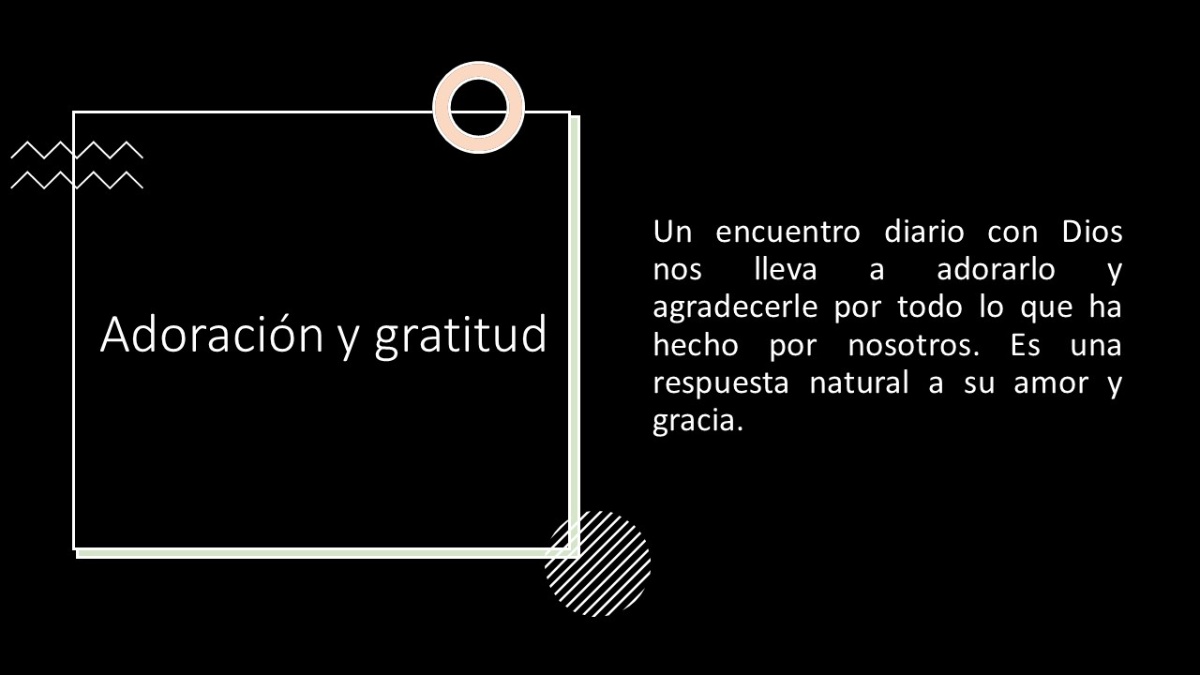 Adoración y gratitud
Un encuentro diario con Dios
nos lleva a adorarlo y
agradecerle por todo lo que ha
hecho por nosotros. Es una
respuesta natural a su amor y
gracia.